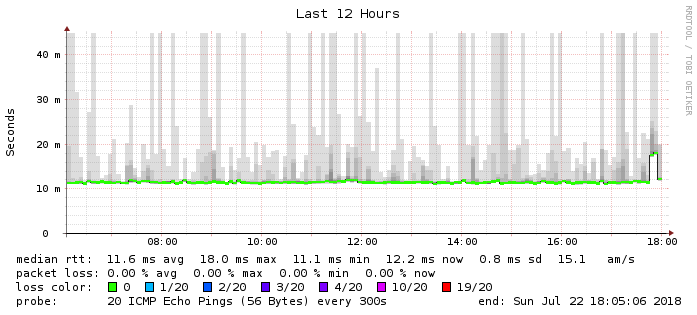 Last 12 Hours
RRDTOOL / TOBI OETIKER
Seconds
40 m
30 m
20 m
10 m
0
08:00 10:00 12:00 14:00 16:00 18:00
median rtt: 11.6 ms avg 18.0 ms max 11.1 ms min 12.2 ms now 0.8 ms sd 15.1 am/s
packet loss: 0.00 % avg 0.00 % max 0.00 % min 0.00 % now
loss color: 0 1/20 2/20 3/20 4/20 10/20 19/20
probe: 20 ICMP Echo Pings (56 Bytes) every 300s end: Sun Jul 22 18:05:06 2018